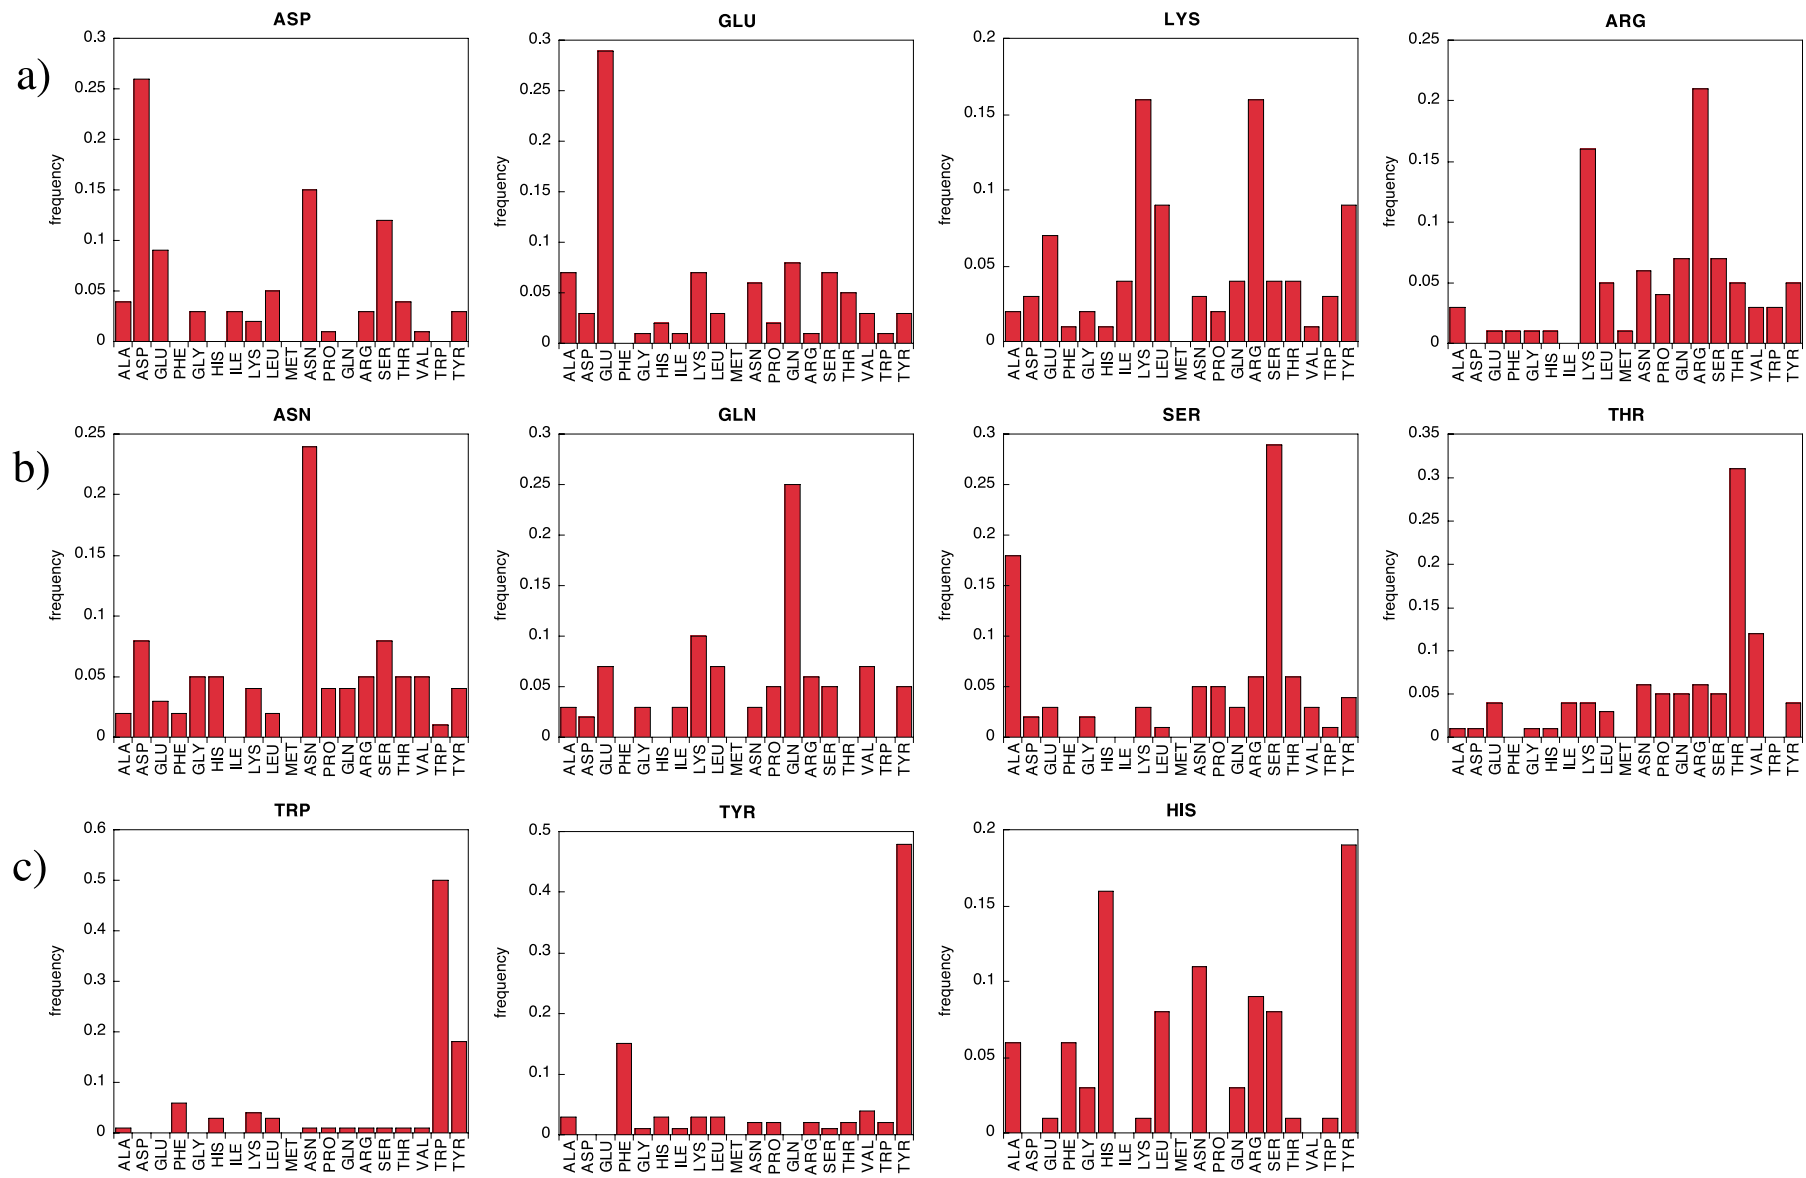 ASP GLU LYS ARG
a)
0.3 0.25 0.2 0.15 0.1 0.05 0
frequency
ALA ASP GLU PHE GLY HIS ILE LYS LEU MET ASN PRO GLN ARG SER THR VAL TRP TYR
0.3 0.25 0.2 0.15 0.1 0.05 0
frequency
ALA ASP GLU PHE GLY HIS ILE LYS LEU MET ASN PRO GLN ARG SER THR VAL TRP TYR
0.2 0.15 0.1 0.05 0
frequency
ALA ASP GLU PHE GLY HIS ILE LYS LEU MET ASN PRO GLN ARG SER THR VAL TRP TYR
0.25 0.2 0.15 0.1 0.05 0
frequency
ALA ASP GLU PHE GLY HIS ILE LYS LEU MET ASN PRO GLN ARG SER THR VAL TRP TYR
ASN GLN SER THR
b)
0.25 0.2 0.15 0.1 0.05 0
frequency
ALA ASP GLU PHE GLY HIS ILE LYS LEU MET ASN PRO GLN ARG SER THR VAL TRP TYR
0.3 0.25 0.2 0.15 0.1 0.05 0
frequency
ALA ASP GLU PHE GLY HIS ILE LYS LEU MET ASN PRO GLN ARG SER THR VAL TRP TYR
0.3 0.25 0.2 0.15 0.1 0.05 0
frequency
ALA ASP GLU PHE GLY HIS ILE LYS LEU MET ASN PRO GLN ARG SER THR VAL TRP TYR
0.35 0.3 0.25 0.2 0.15 0.1 0.05 0
frequency
ALA ASP GLU PHE GLY HIS ILE LYS LEU MET ASN PRO GLN ARG SER THR VAL TRP TYR
TRP TYR HIS
c)
0.6 0.5 0.4 0.3 0.2 0.1 0
frequency
ALA ASP GLU PHE GLY HIS ILE LYS LEU MET ASN PRO GLN ARG SER THR VAL TRP TYR
0.5 0.4 0.3 0.2 0.1 0
frequency
ALA ASP GLU PHE GLY HIS ILE LYS LEU MET ASN PRO GLN ARG SER THR VAL TRP TYR
0.2 0.15 0.1 0.05 0
frequency
ALA ASP GLU PHE GLY HIS ILE LYS LEU MET ASN PRO GLN ARG SER THR VAL TRP TYR